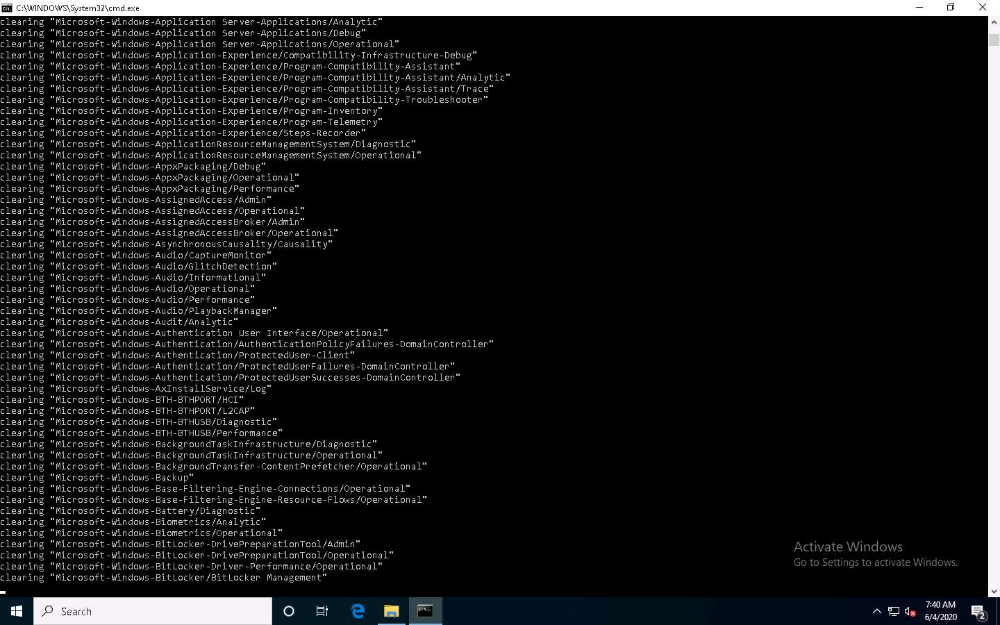 C:\WINDOWS\System32\cmd.exe
clearing "Microsoft-Windows-Application Server-Applications/Analytic"
clearing "Microsoft-Windows-Application Server-Applications/Debug"
clearing "Microsoft-Windows-Application Server-Applications/Operational"
clearing "Microsoft-Windows-Application-Experience/Compatibility-Infrastructure-Debug"
clearing "Microsoft-Windows-Application-Experience/Program-Compatibility-Assistant"
clearing "Microsoft-Windows-Application-Experience/Program-Compatibility-Assistant/Analytic"
clearing "Microsoft-Windows-Application-Experience/Program-Compatibility-Assistant/Trace"
clearing "Microsoft-Windows-Application-Experience/Program-Compatibility-Troubleshooter"
clearing "Microsoft-Windows-Application-Experience/Program-Inventory"
clearing "Microsoft-Windows-Application-Experience/Program-Telemetry"
clearing "Microsoft-Windows-Application-Experience/Steps-Recorder"
clearing "Microsoft-Windows-ApplicationResourceManagementSystem/Diagnostic"
clearing "Microsoft-Windows-ApplicationResourceManagementSystem/Operational"
clearing "Microsoft-Windows-AppxPackaging/Debug"
clearing "Microsoft-Windows-AppxPackaging/Operational"
clearing "Microsoft-Windows-AppxPackaging/Performance"
clearing "Microsoft-Windows-AssignedAccess/Admin"
clearing "Microsoft-Windows-AssignedAccess/Operational"
clearing "Microsoft-Windows-AssignedAccessBroker/Admin"
clearing "Microsoft-Windows-AssignedAccessBroker/Operational"
clearing "Microsoft-Windows-AsynchronousCausality/Causality"
clearing "Microsoft-Windows-Audio/CaptureMonitor"
clearing "Microsoft-Windows-Audio/GlitchDetection"
clearing "Microsoft-Windows-Audio/Informational"
clearing "Microsoft-Windows-Audio/Operational"
clearing "Microsoft-Windows-Audio/Performance"
clearing "Microsoft-Windows-Audio/PlaybackManager"
clearing "Microsoft-Windows-Audit/Analytic"
clearing "Microsoft-Windows-Authentication User Interface/Operational"
clearing "Microsoft-Windows-Authentication/AuthenticationPolicyFailures-DomainController"
clearing "Microsoft-Windows-Authentication/ProtectedUser-Client"
clearing "Microsoft-Windows-Authentication/ProtectedUserFailures-DomainController"
clearing "Microsoft-Windows-Authentication/ProtectedUserSuccesses-DomainController"
clearing "Microsoft-Windows-AxInstallService/Log"
clearing "Microsoft-Windows-BTH-BTHPORT/HCI"
clearing "Microsoft-Windows-BTH-BTHPORT/L2CAP"
clearing "Microsoft-Windows-BTH-BTHUSB/Diagnostic"
clearing "Microsoft-Windows-BTH-BTHUSB/Performance"
clearing "Microsoft-Windows-BackgroundTaskInfrastructure/Diagnostic"
clearing "Microsoft-Windows-BackgroundTaskInfrastructure/Operational"
clearing "Microsoft-Windows-BackgroundTransfer-ContentPrefetcher/Operational"
clearing "Microsoft-Windows-Backup"
clearing "Microsoft-Windows-Base-Filtering-Engine-Connections/Operational"
clearing "Microsoft-Windows-Base-Filtering-Engine-Resource-Flows/Operational"
clearing "Microsoft-Windows-Battery/Diagnostic"
clearing "Microsoft-Windows-Biometrics/Analytic"
clearing "Microsoft-Windows-Biometrics/Operational"
clearing "Microsoft-Windows-BitLocker-DrivePreparationTool/Admin"
clearing "Microsoft-Windows-BitLocker-DrivePreparationTool/Operational"
clearing "Microsoft-Windows-BitLocker-Driver-Performance/Operational"
clearing "Microsoft-Windows-BitLocker/BitLocker Management"
Activate Windows
Go to Settings to activate Windows.
Search
7:40 AM
6/4/2020
2